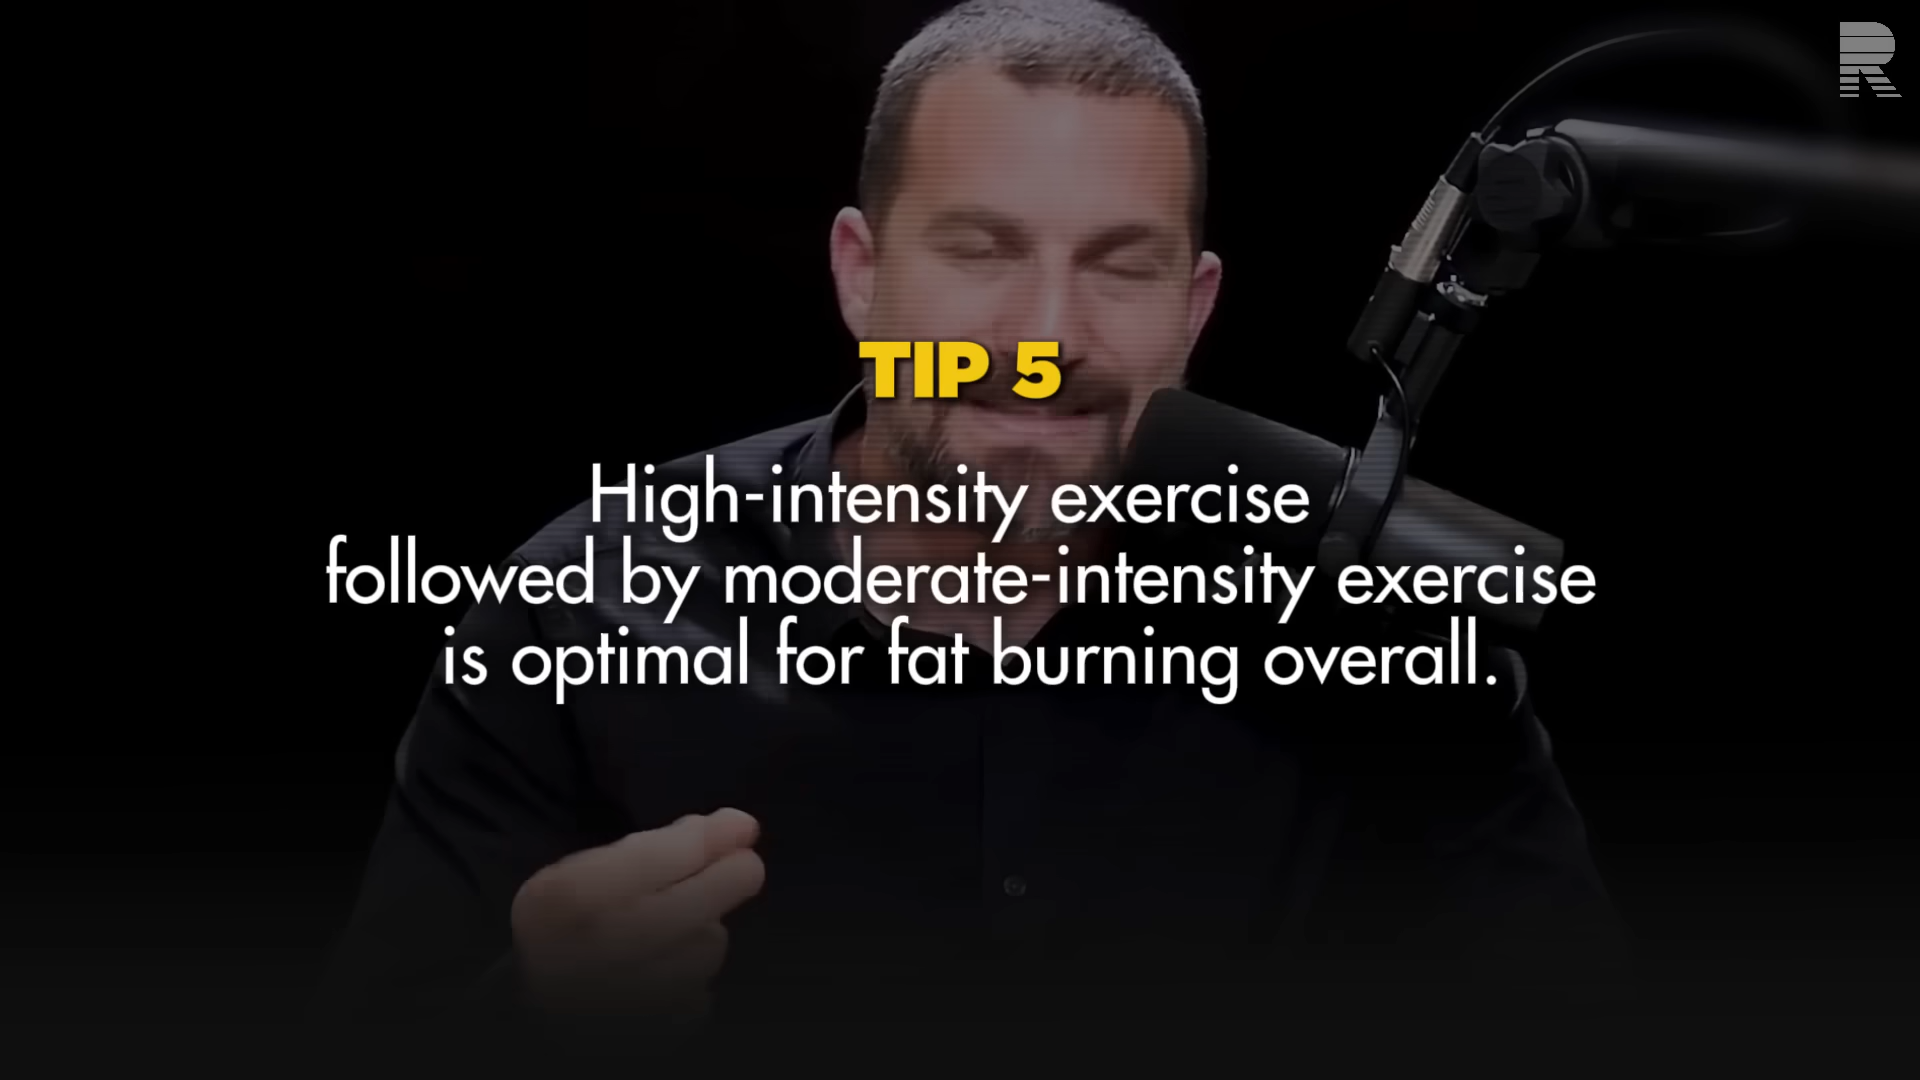 R
TIP 5
High-intensity exercise
followed by moderate-intensity exercise
is optimal for fat burning overall.